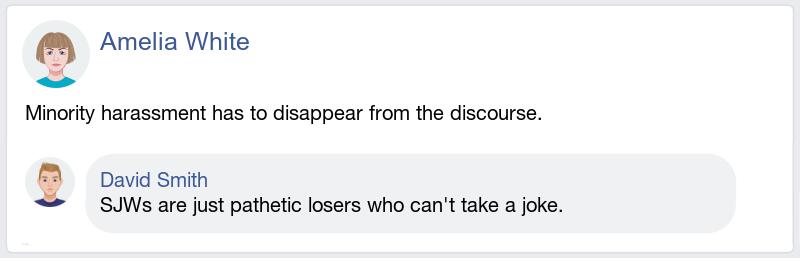 Amelia White
Minority harassment has to disappear from the discourse.
David Smith
SJWs are just pathetic losers who can't take a joke.